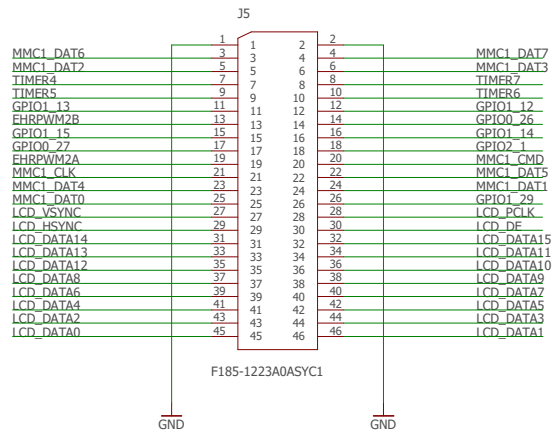 J5
1 1 2 2
MMC1_DAT6 3 3 4 4 MMC1_DAT7
MMC1_DAT2 5 5 6 6 MMC1_DAT3
TIMER4 7 7 8 8 TIMER7
TIMER5 9 9 10 10 TIMER6
GPIO1_13 11 11 12 12 GPIO1_12
EHRPWM2B 13 13 14 14 GPIO0_26
GPIO1_15 15 15 16 16 GPIO1_14
GPIO0_27 17 17 18 18 GPIO2_1
EHRPWM2A 19 19 20 20 MMC1_CMD
MMC1_CLK 21 21 22 22 MMC1_DAT5
MMC1_DAT4 23 23 24 24 MMC1_DAT1
MMC1_DAT0 25 25 26 26 GPIO1_29
LCD_VSYNC 27 27 28 28 LCD_PCLK
LCD_HSYNC 29 29 30 30 LCD_DE
LCD_DATA14 31 31 32 32 LCD_DATA15
LCD_DATA13 33 33 34 34 LCD_DATA11
LCD_DATA12 35 35 36 36 LCD_DATA10
LCD_DATA8 37 37 38 38 LCD_DATA9
LCD_DATA6 39 39 40 40 LCD_DATA7
LCD_DATA4 41 41 42 42 LCD_DATA5
LCD_DATA2 43 43 44 44 LCD_DATA3
LCD_DATA0 45 45 46 46 LCD_DATA1
F185-1223A0ASYC1
GND GND